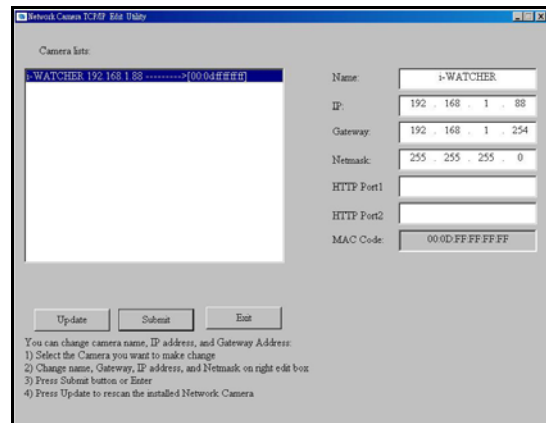 Network Camera TCP/IP Edit Utility
Camera lists:
i-WATCHER 192.168.1.88 --------->[00:0d:ff:ff:ff:ff]
Name: i-WATCHER
IP: 192 . 168 . 1 . 88
Gateway: 192 . 168 . 1 . 254
Netmask: 255 . 255 . 255 . 0
HTTP Port1
HTTP Port2
MAC Code: 00:0D:FF:FF:FF:FF
Update Submit Exit
You can change camera name, IP address, and Gateway Address:
1) Select the Camera you want to make change
2) Change name, Gateway, IP address, and Netmask on right edit box
3) Press Submit button or Enter
4) Press Update to rescan the installed Network Camera